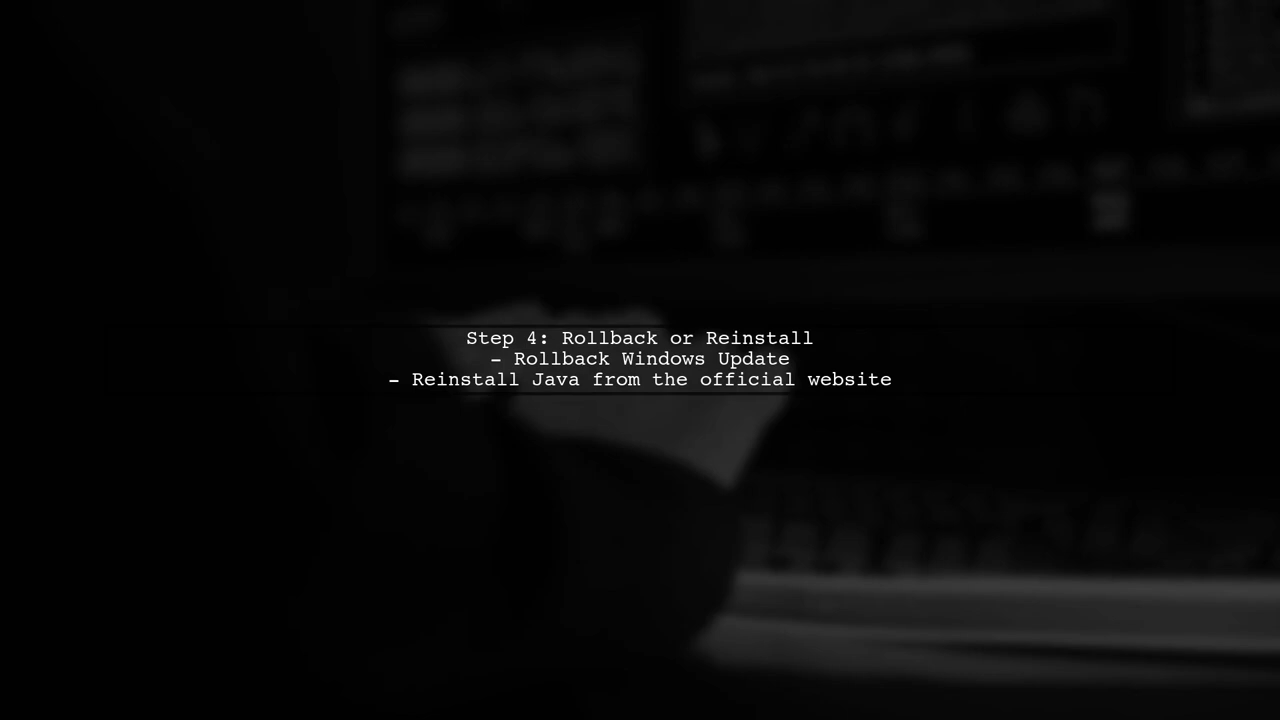 Step 4: Rollback or Reinstall
- Rollback Windows Update
- Reinstall Java from the official website